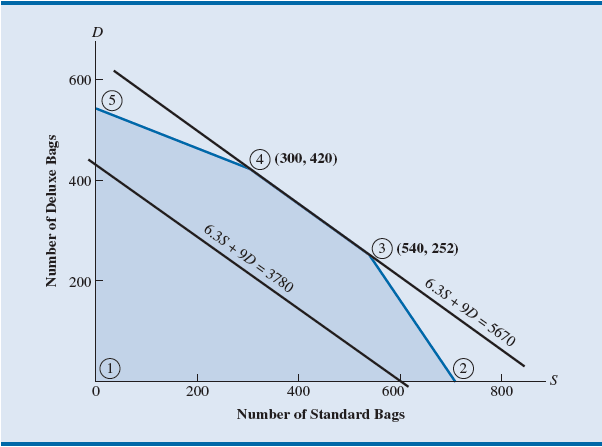 D
600
5
4 (300, 420)
400
Number of Deluxe Bags
3 (540, 252)
6.3S + 9D = 3780
6.3S + 9D = 5670
200
1
2
S
0 200 400 600 800
Number of Standard Bags